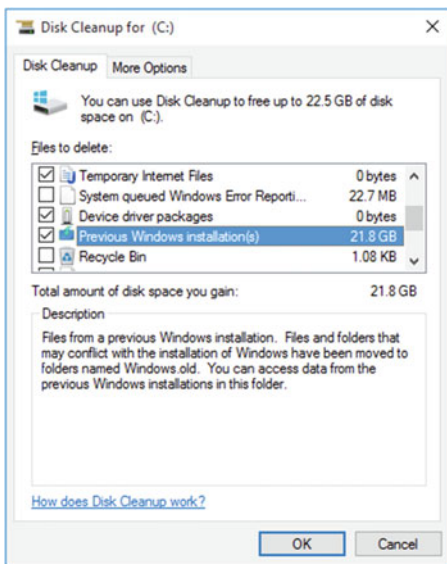 Disk Cleanup for (C:)
Disk Cleanup
More Options
You can use Disk Cleanup to free up to 22.5 GB of disk
space on (C:).
Files to delete:
Temporary Internet Files 0 bytes
System queued Windows Error Reporti... 22.7 MB
Device driver packages 0 bytes
Previous Windows installation(s) 21.8 GB
Recycle Bin 1.08 KB
Total amount of disk space you gain: 21.8 GB
Description
Files from a previous Windows installation. Files and folders that
may conflict with the installation of Windows have been moved to
folders named Windows.old. You can access data from the
previous Windows installations in this folder.
How does Disk Cleanup work?
OK Cancel